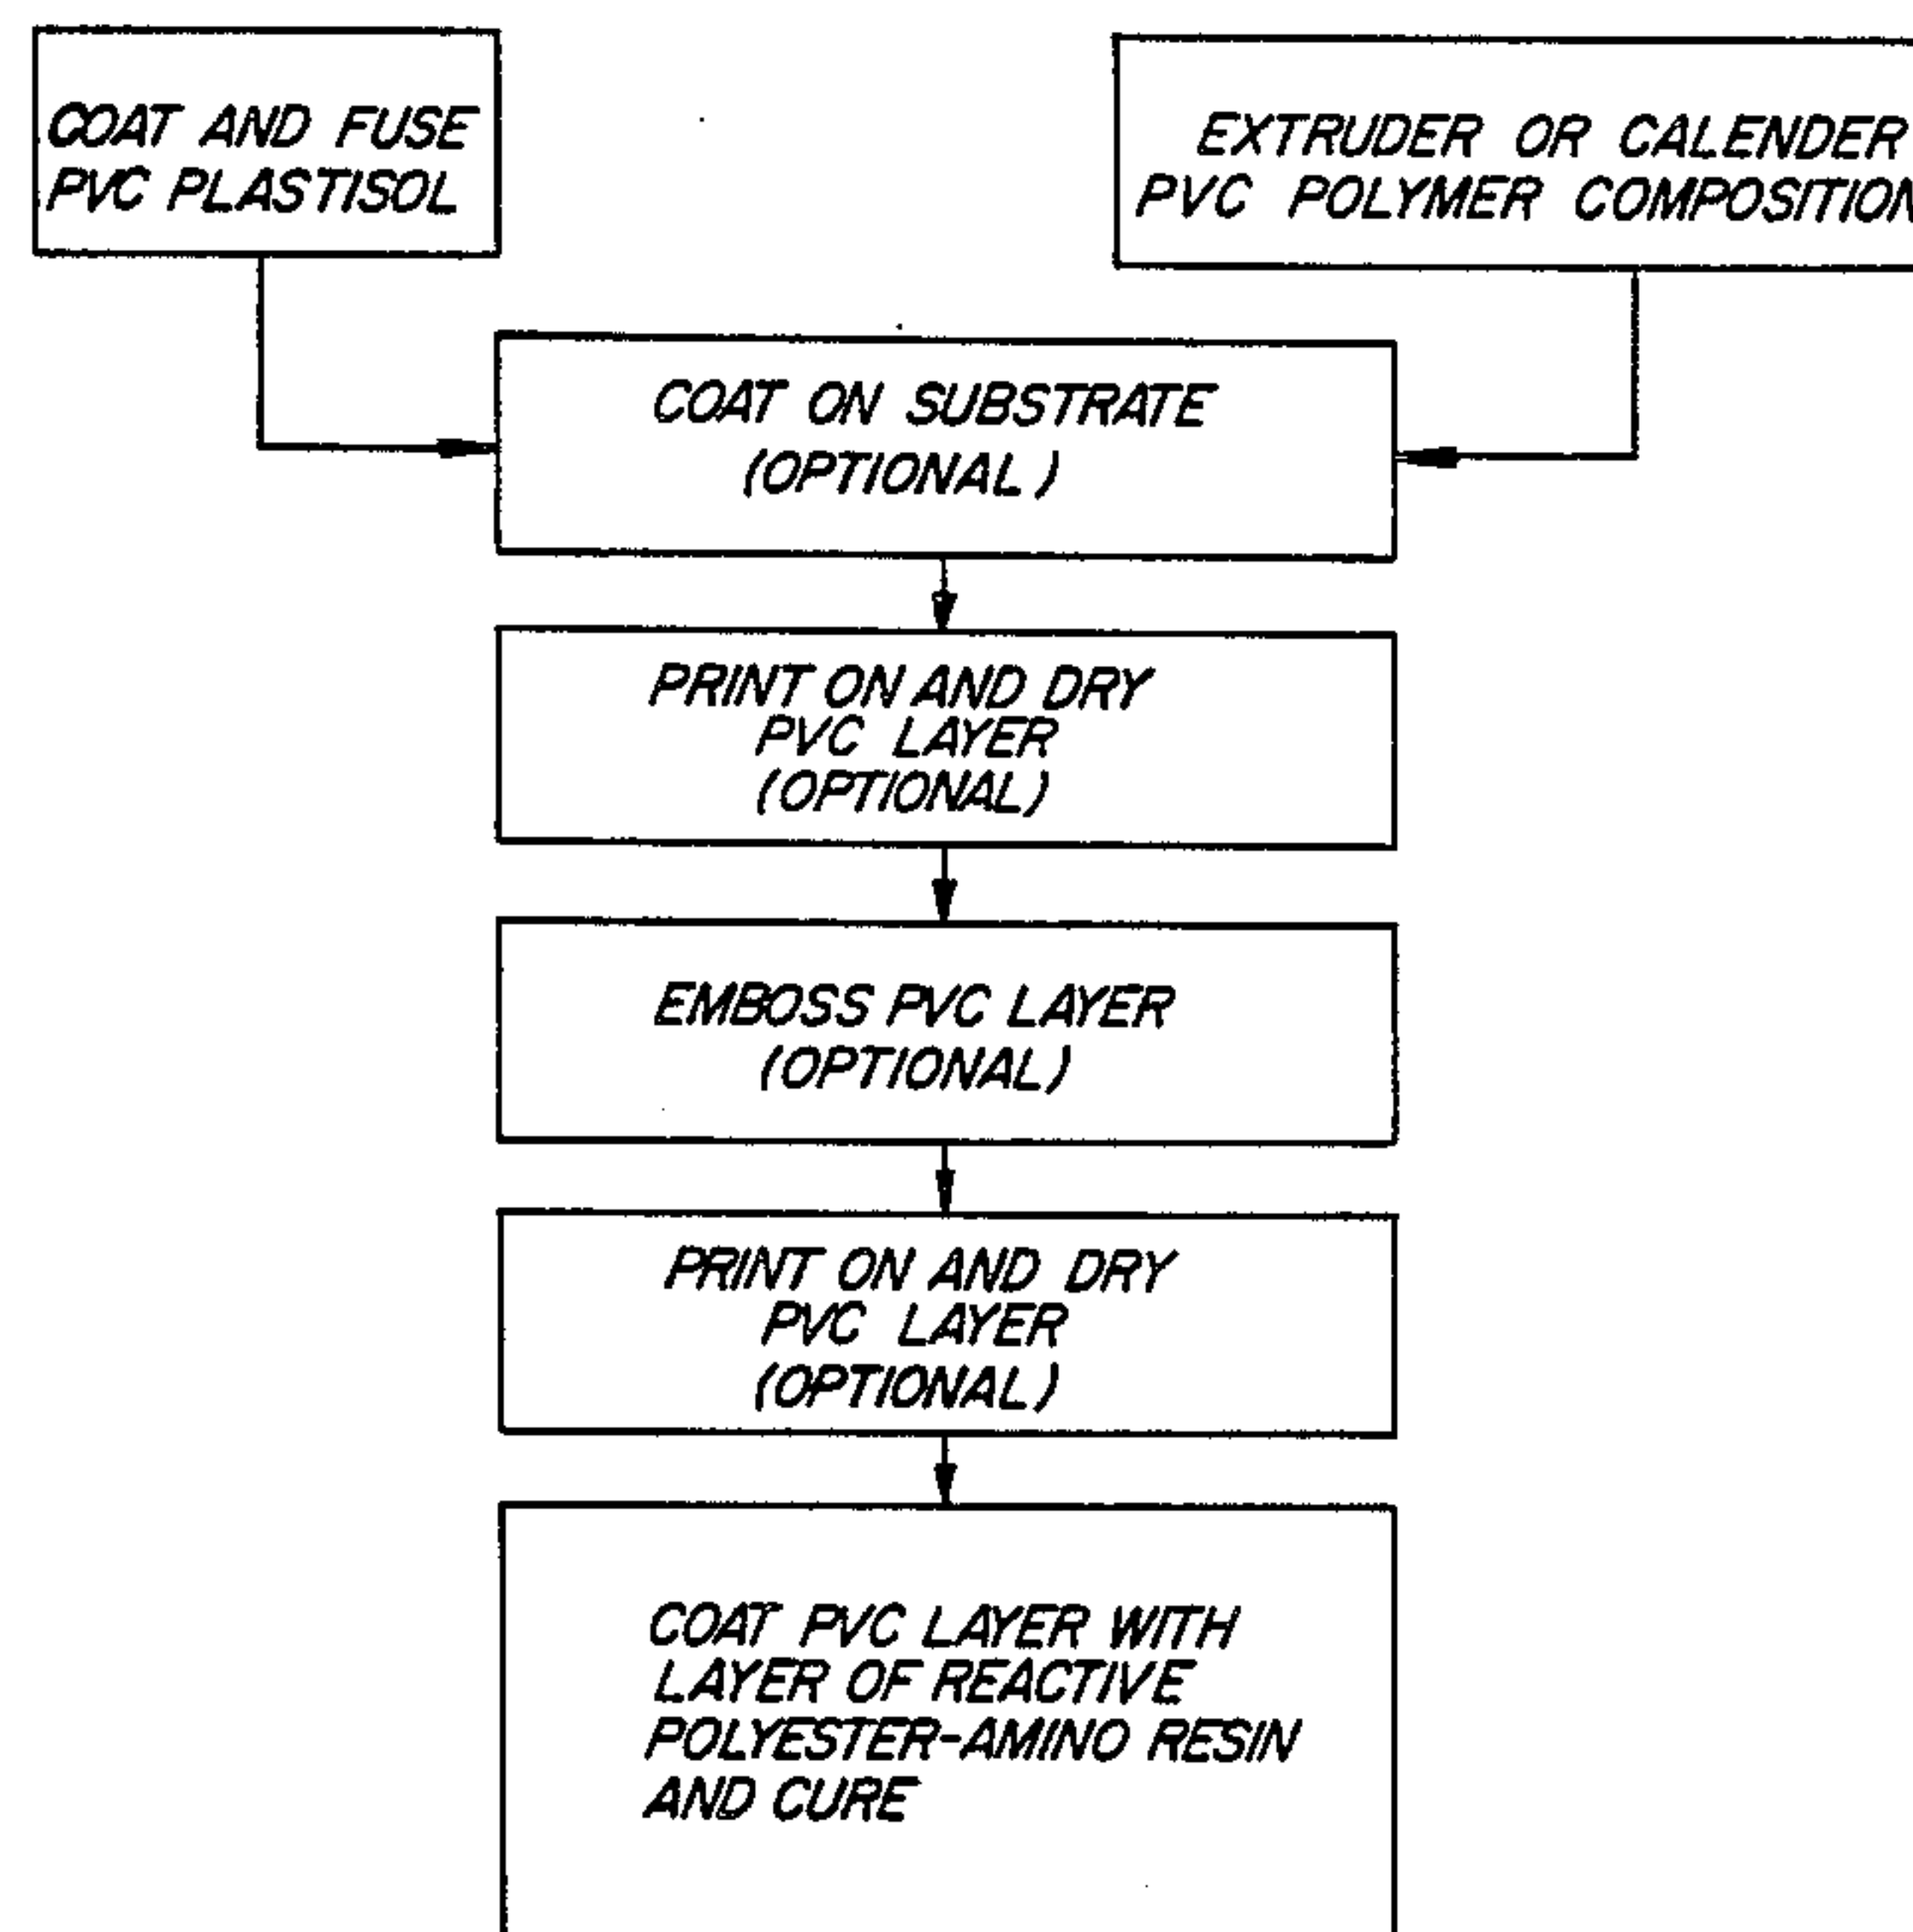 COAT AND FUSE
PVC PLASTISOL
EXTRUDER OR CALENDER
PVC POLYMER COMPOSITION
COAT ON SUBSTRATE
(OPTIONAL)
PRINT ON AND DRY
PVC LAYER
(OPTIONAL)
EMBOSS PVC LAYER
(OPTIONAL)
PRINT ON AND DRY
PVC LAYER
(OPTIONAL)
COAT PVC LAYER WITH
LAYER OF REACTIVE
POLYESTER-AMINO RESIN
AND CURE